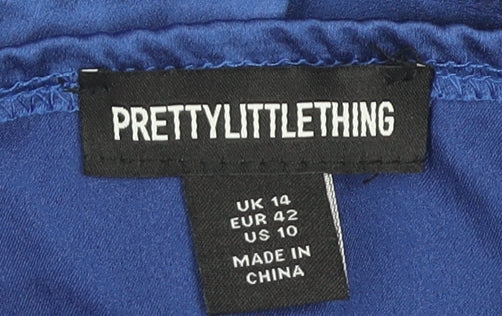 PRETTYLITTLETHING
UK 14
EUR 42
US 10
MADE IN
CHINA